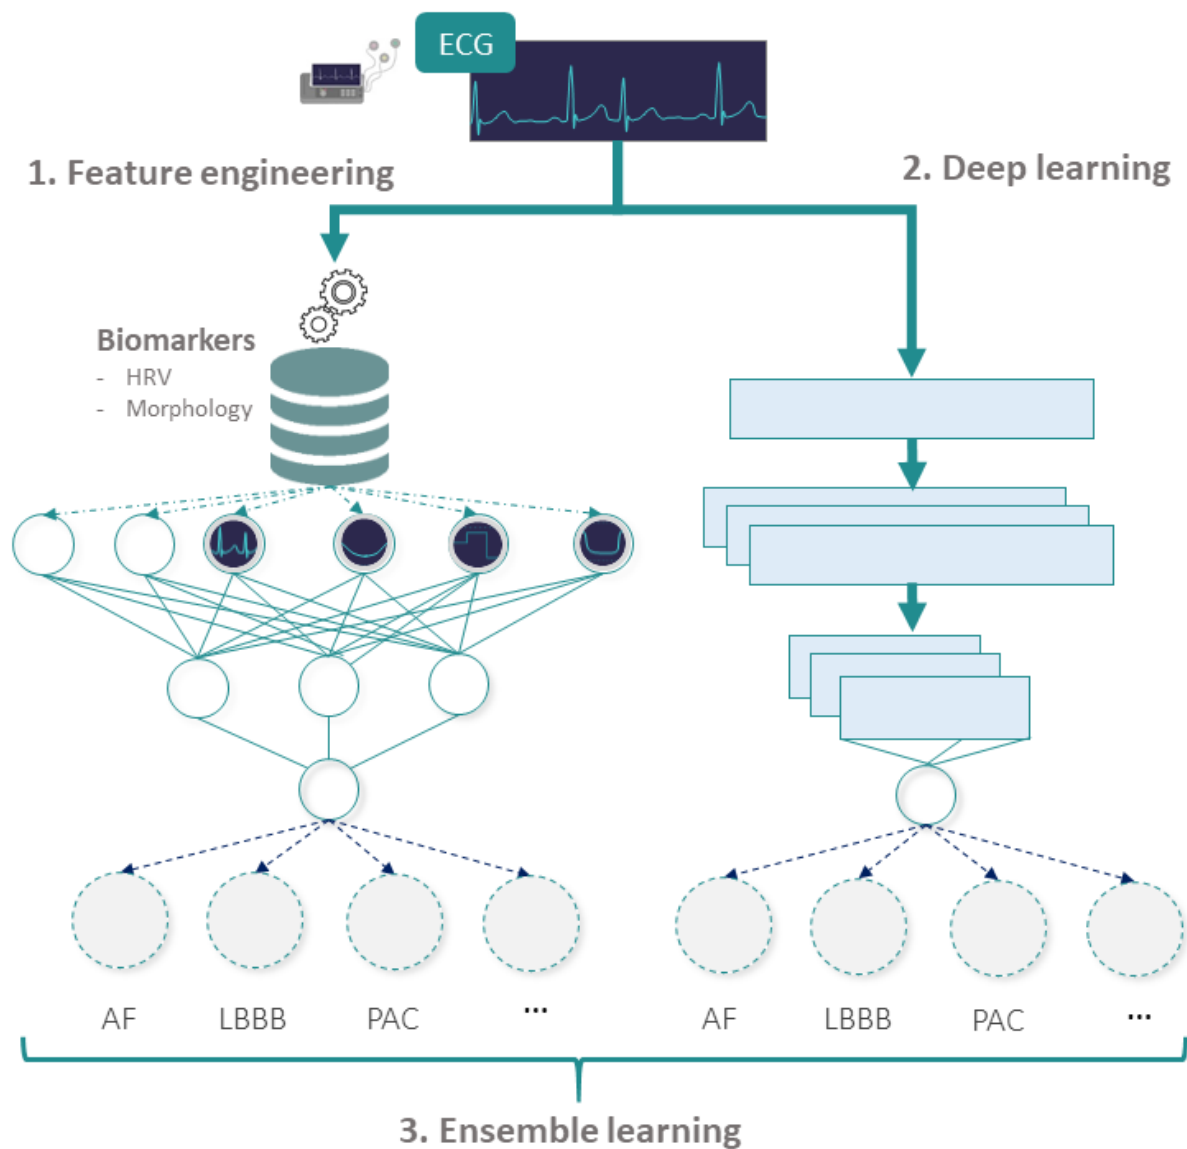 ECG
1. Feature engineering
2. Deep learning
Biomarkers
- HRV
- Morphology
AF LBBB PAC ...
AF LBBB PAC ...
3. Ensemble learning